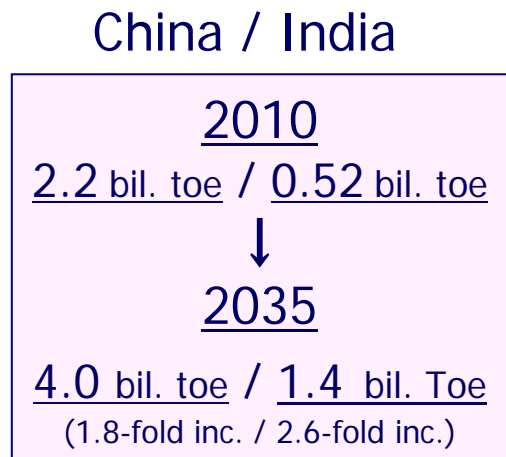 China / India
2010
2.2 bil. toe / 0.52 bil. toe
↓
2035
4.0 bil. toe / 1.4 bil. Toe
(1.8-fold inc. / 2.6-fold inc.)